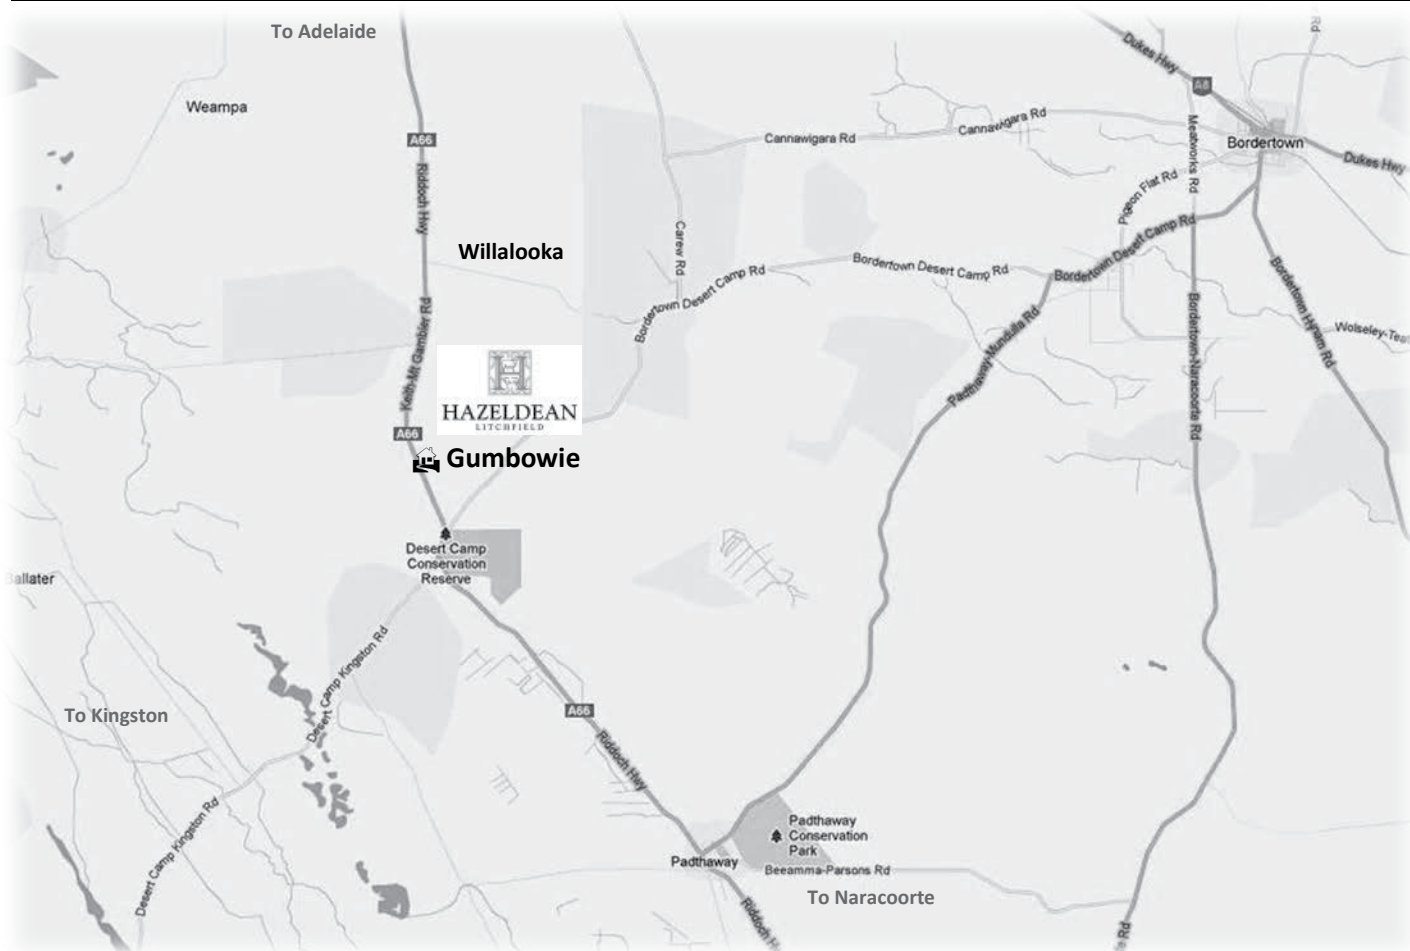 To Adelaide
Rd
Dukes Hwy
A8
Weampa
A66
Cannawigara Rd
Cannawigara Rd
Meatworks Rd
Bordertown
Dukes Hwy
Riddoch Hwy
Pigeon Flat Rd
Willalooka
Carew Rd
Bordertown Desert Camp Rd
Bordertown Desert Camp Rd
Bordertown Desert Camp Rd
Keith-Mt Gambier Rd
Padthaway-Mundulla Rd
Bordertown-Naracoorte Rd
Bordertown Hynam Rd
Wolseley-Tea
H
HAZELDEAN
LITCHFIELD
A66
Gumbowie
Desert Camp
Conservation
Reserve
Ballater
Desert Camp Kingston Rd
To Kingston
A66
Riddoch Hwy
Desert Camp Kingston Rd
Padthaway
Conservation
Park
Padthaway
Beeamma-Parsons Rd
To Naracoorte
Riddoch H
Rd